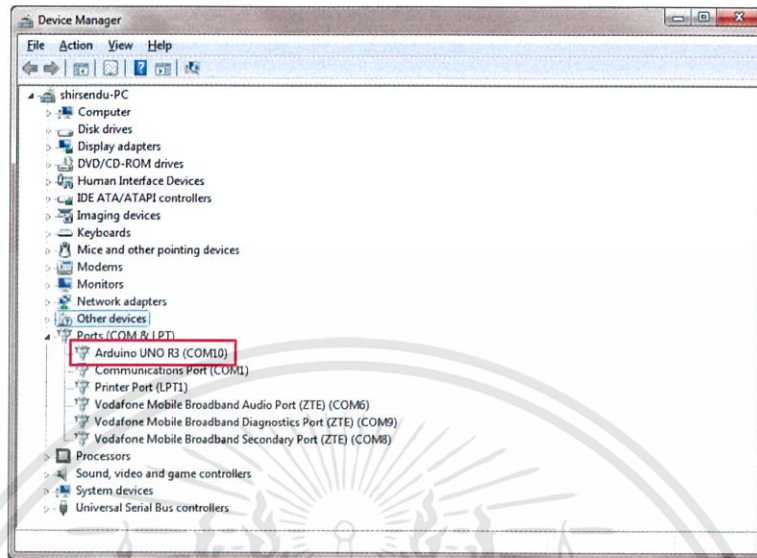 Device Manager
File Action View Help
shirsendu-PC
Computer
Disk drives
Display adapters
DVD/CD-ROM drives
Human Interface Devices
IDE ATA/ATAPI controllers
Imaging devices
Keyboards
Mice and other pointing devices
Modems
Monitors
Network adapters
Other devices
Ports (COM & LPT)
Arduino UNO R3 (COM10)
Communications Port (COM1)
Printer Port (LPT1)
Vodafone Mobile Broadband Audio Port (ZTE) (COM6)
Vodafone Mobile Broadband Diagnostics Port (ZTE) (COM9)
Vodafone Mobile Broadband Secondary Port (ZTE) (COM8)
Processors
Sound, video and game controllers
System devices
Universal Serial Bus controllers